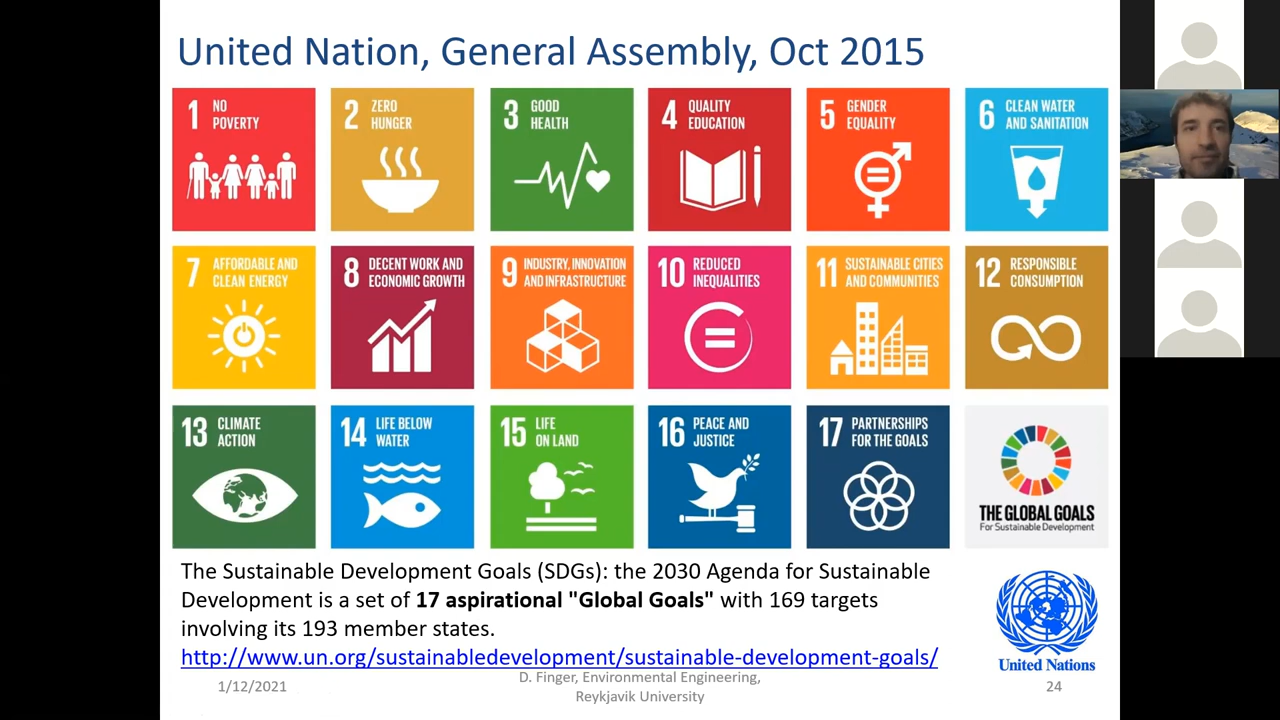 United Nation, General Assembly, Oct 2015
1 NO
POVERTY
2 ZERO
HUNGER
3 GOOD
HEALTH
4 QUALITY
EDUCATION
5 GENDER
EQUALITY
6 CLEAN WATER
AND SANITATION
7 AFFORDABLE AND
CLEAN ENERGY
8 DECENT WORK AND
ECONOMIC GROWTH
9 INDUSTRY, INNOVATION
AND INFRASTRUCTURE
10 REDUCED
INEQUALITIES
11 SUSTAINABLE CITIES
AND COMMUNITIES
12 RESPONSIBLE
CONSUMPTION
13 CLIMATE
ACTION
14 LIFE BELOW
WATER
15 LIFE
ON LAND
16 PEACE AND
JUSTICE
17 PARTNERSHIPS
FOR THE GOALS
THE GLOBAL GOALS
For Sustainable Development
The Sustainable Development Goals (SDGs): the 2030 Agenda for Sustainable
Development is a set of 17 aspirational "Global Goals" with 169 targets
involving its 193 member states.
http://www.un.org/sustainabledevelopment/sustainable-development-goals/
United Nations
1/12/2021
D. Finger, Environmental Engineering,
Reykjavik University
24